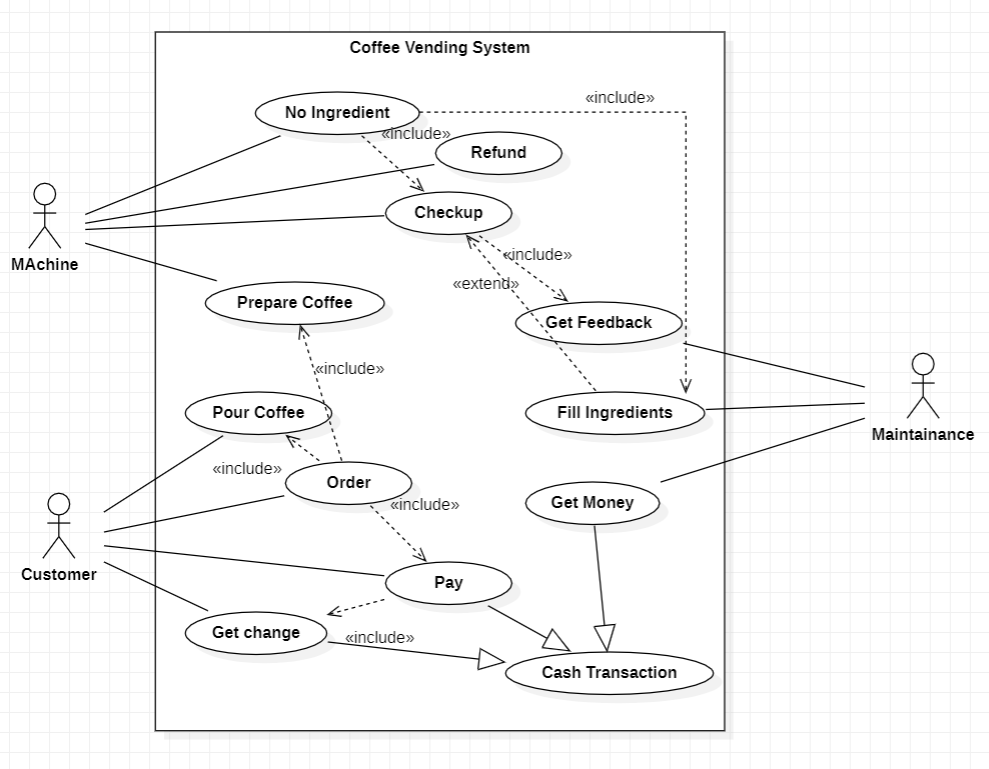 Coffee Vending System
«include»
No Ingredient
«include»
Refund
Checkup
«include»
MAchine
«extend»
Prepare Coffee
Get Feedback
«include»
Pour Coffee
Fill Ingredients
Maintainance
«include»
Order
«include»
Get Money
Customer
Pay
Get change
«include»
Cash Transaction